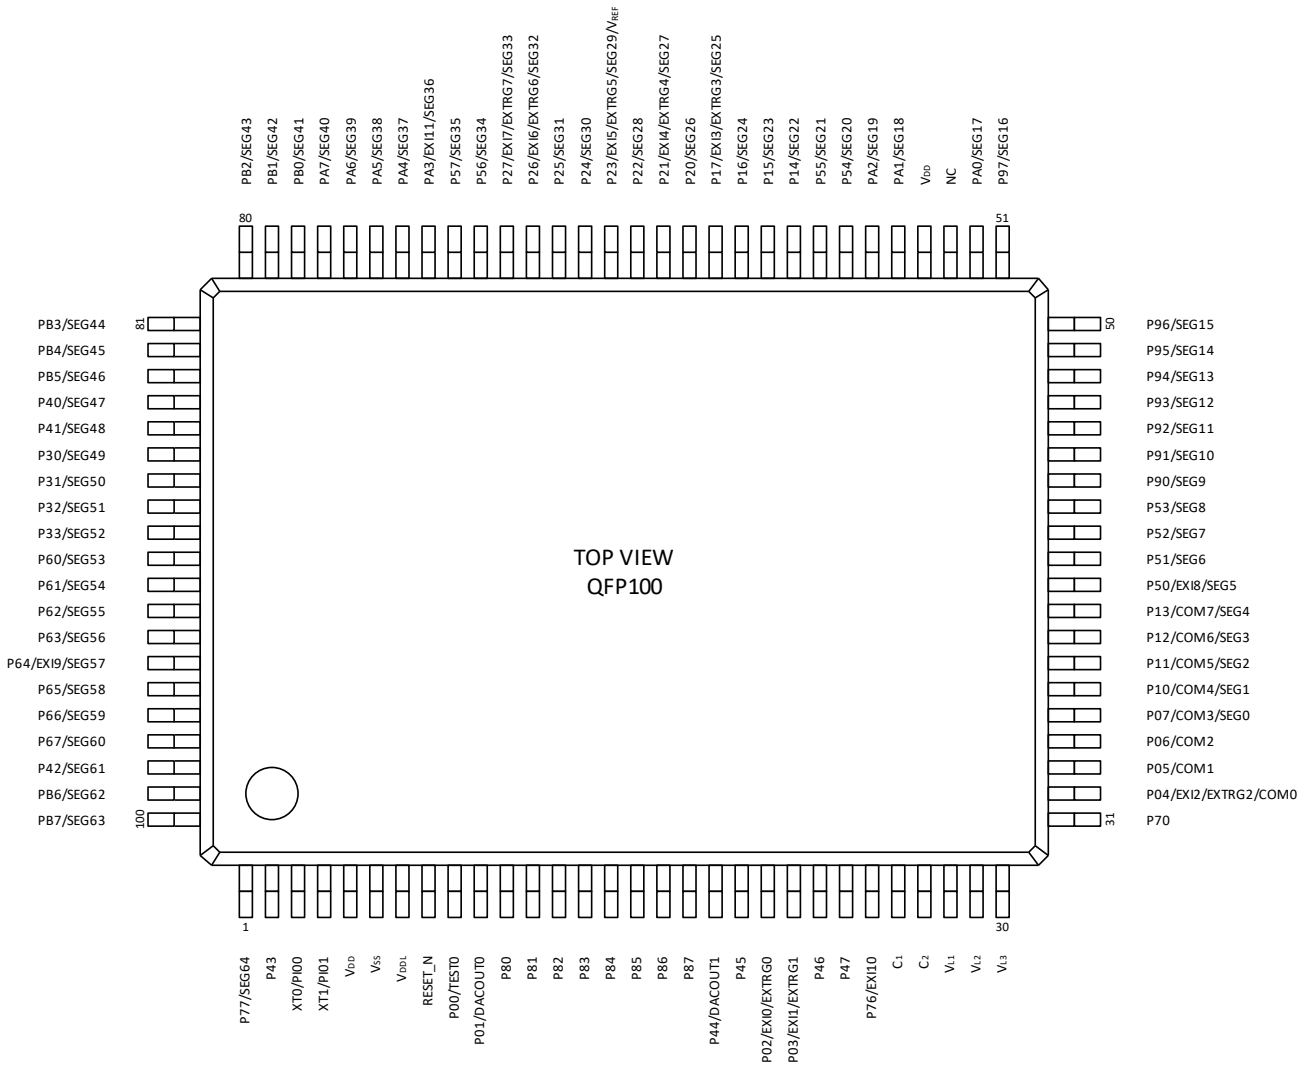 PB2/SEG43
PB1/SEG42
PB0/SEG41
PA7/SEG40
PA6/SEG39
PA5/SEG38
PA4/SEG37
PA3/EXI11/SEG36
P57/SEG35
P56/SEG34
P27/EXI7/EXTRG7/SEG33
P26/EXI6/EXTRG6/SEG32
P25/SEG31
P24/SEG30
P23/EXI5/EXTRG5/SEG29/VREF
P22/SEG28
P21/EXI4/EXTRG4/SEG27
P20/SEG26
P17/EXI3/EXTRG3/SEG25
P16/SEG24
P15/SEG23
P14/SEG22
P55/SEG21
P54/SEG20
PA2/SEG19
PA1/SEG18
VDD
NC
PA0/SEG17
P97/SEG16
80
51
PB3/SEG44
PB4/SEG45
PB5/SEG46
P40/SEG47
P41/SEG48
P30/SEG49
P31/SEG50
P32/SEG51
P33/SEG52
P60/SEG53
P61/SEG54
P62/SEG55
P63/SEG56
P64/EXI9/SEG57
P65/SEG58
P66/SEG59
P67/SEG60
P42/SEG61
PB6/SEG62
PB7/SEG63
81
100
TOP VIEW
QFP100
50
31
P96/SEG15
P95/SEG14
P94/SEG13
P93/SEG12
P92/SEG11
P91/SEG10
P90/SEG9
P53/SEG8
P52/SEG7
P51/SEG6
P50/EXI8/SEG5
P13/COM7/SEG4
P12/COM6/SEG3
P11/COM5/SEG2
P10/COM4/SEG1
P07/COM3/SEG0
P06/COM2
P05/COM1
P04/EXI2/EXTRG2/COM0
P70
1
30
P77/SEG64
P43
XT0/PI00
XT1/PI01
VDD
VSS
VDDL
RESET_N
P00/TEST0
P01/DACOUT0
P80
P81
P82
P83
P84
P85
P86
P87
P44/DACOUT1
P45
P02/EXI0/EXTRG0
P03/EXI1/EXTRG1
P46
P47
P76/EXI10
C1
C2
VL1
VL2
VL3